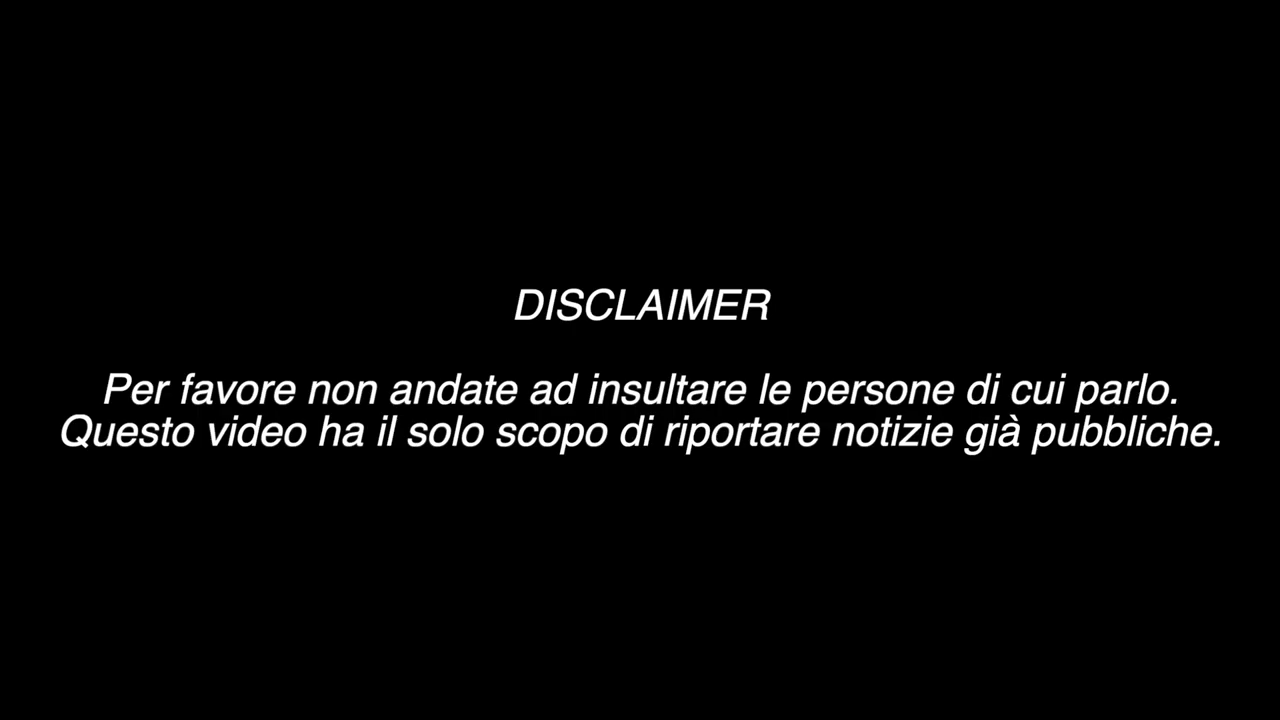 DISCLAIMER
Per favore non andate ad insultare le persone di cui parlo.
Questo video ha il solo scopo di riportare notizie già pubbliche.